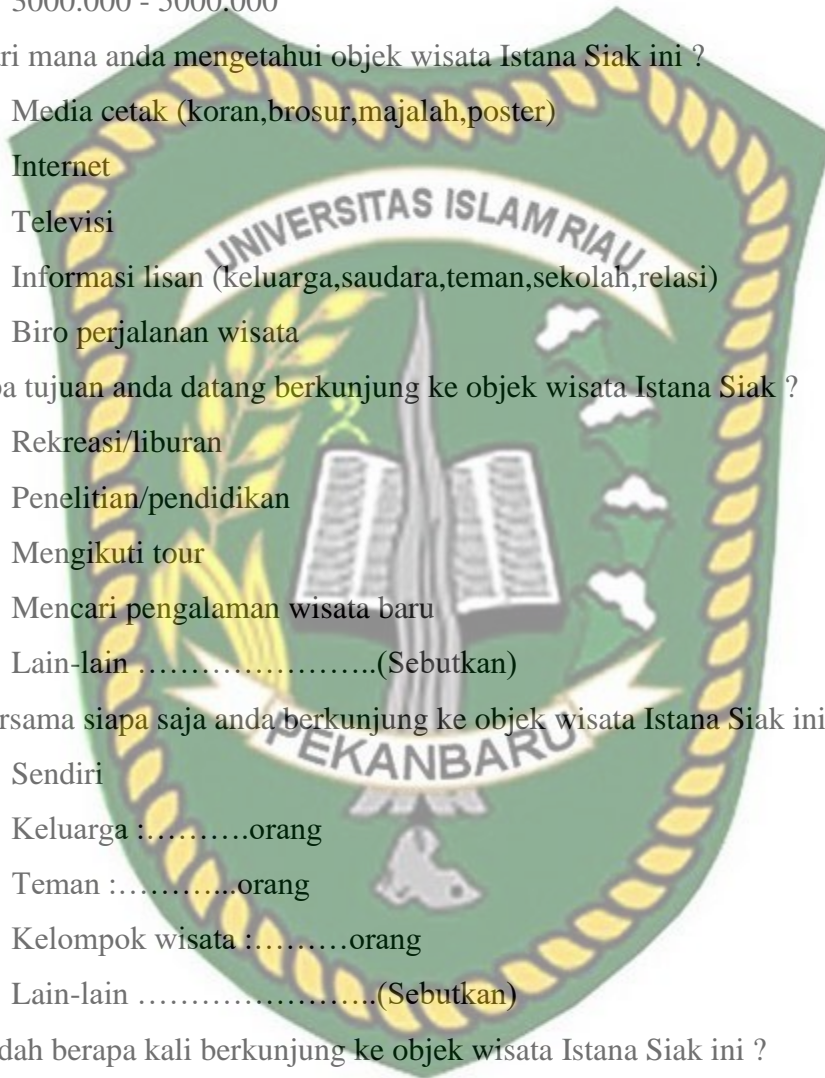 3000.000 - 5000.000
ri mana anda mengetahui objek wisata Istana Siak ini ?
Media cetak (koran,brosur,majalah,poster)
Internet
Televisi
UNIVERSITAS ISLAM RIAU
Informasi lisan (keluarga,saudara,teman,sekolah,relasi)
Biro perjalanan wisata
a tujuan anda datang berkunjung ke objek wisata Istana Siak ?
Rekreasi/liburan
Penelitian/pendidikan
Mengikuti tour
Mencari pengalaman wisata baru
Lain-lain …………………..(Sebutkan)
rsama siapa saja anda berkunjung ke objek wisata Istana Siak ini
PEKANBARU
Sendiri
Keluarga :……….orang
Teman :………...orang
Kelompok wisata :………orang
Lain-lain …………………..(Sebutkan)
dah berapa kali berkunjung ke objek wisata Istana Siak ini ?